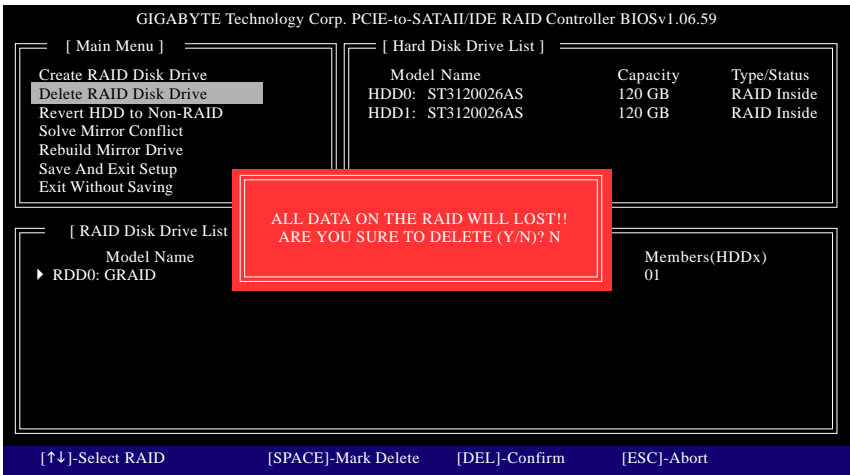 GIGABYTE Technology Corp. PCIE-to-SATAII/IDE RAID Controller BIOSv1.06.59
[ Main Menu ]
Create RAID Disk Drive
Delete RAID Disk Drive
Revert HDD to Non-RAID
Solve Mirror Conflict
Rebuild Mirror Drive
Save And Exit Setup
Exit Without Saving
[ Hard Disk Drive List ]
Model Name Capacity Type/Status
HDD0: ST3120026AS 120 GB RAID Inside
HDD1: ST3120026AS 120 GB RAID Inside
ALL DATA ON THE RAID WILL LOST!!
ARE YOU SURE TO DELETE (Y/N)? N
[ RAID Disk Drive List
Model Name Members(HDDx)
RDD0: GRAID 01
[↑↓]-Select RAID [SPACE]-Mark Delete [DEL]-Confirm [ESC]-Abort